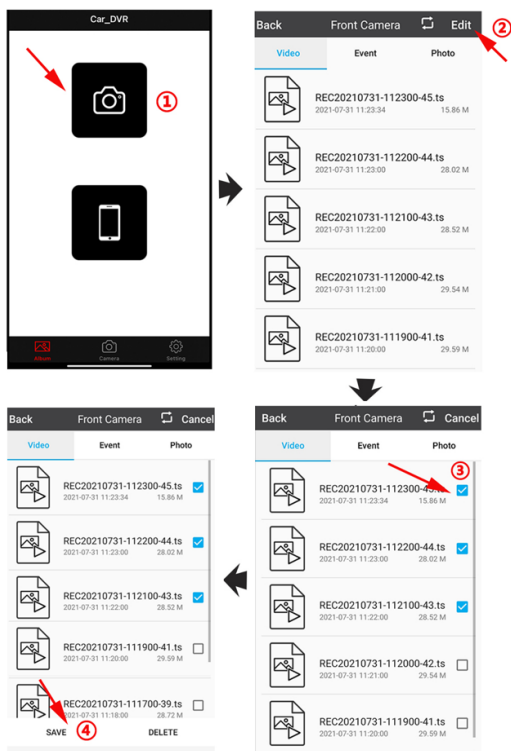 Car_DVR
①
Album
Camera
Setting
Back Front Camera Edit
②
Video Event Photo
REC20210731-112300-45.ts
2021-07-31 11:23:34 15.86 M
REC20210731-112200-44.ts
2021-07-31 11:23:00 28.02 M
REC20210731-112100-43.ts
2021-07-31 11:22:00 28.52 M
REC20210731-112000-42.ts
2021-07-31 11:21:00 29.54 M
REC20210731-111900-41.ts
2021-07-31 11:20:00 29.59 M
Back Front Camera Cancel
Video Event Photo
③
REC20210731-112300-45.ts
2021-07-31 11:23:34 15.86 M
REC20210731-112200-44.ts
2021-07-31 11:23:00 28.02 M
REC20210731-112100-43.ts
2021-07-31 11:22:00 28.52 M
REC20210731-112000-42.ts
2021-07-31 11:21:00 29.54 M
REC20210731-111900-41.ts
2021-07-31 11:20:00 29.59 M
Back Front Camera Cancel
Video Event Photo
REC20210731-112300-45.ts
2021-07-31 11:23:34 15.86 M
REC20210731-112200-44.ts
2021-07-31 11:23:00 28.02 M
REC20210731-112100-43.ts
2021-07-31 11:22:00 28.52 M
REC20210731-111900-41.ts
2021-07-31 11:20:00 29.59 M
REC20210731-111700-39.ts
2021-07-31 11:18:00 28.72 M
SAVE ④ DELETE